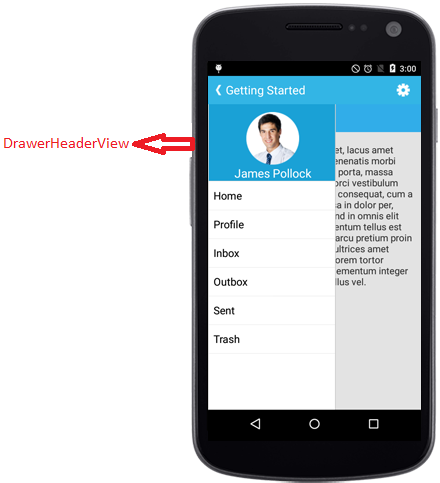 3:00
Getting Started
DrawerHeaderView
James Pollock
Home
Profile
Inbox
Outbox
Sent
Trash
et, lacus amet
enenatis morbi
porta, massa
orci vestibulum
consequat, cum a
sa in dolor per,
nd in omnis elit
entum tellus est
arcu pretium proin
ultrices amet
orem tortor
ementum integer
llus vel.